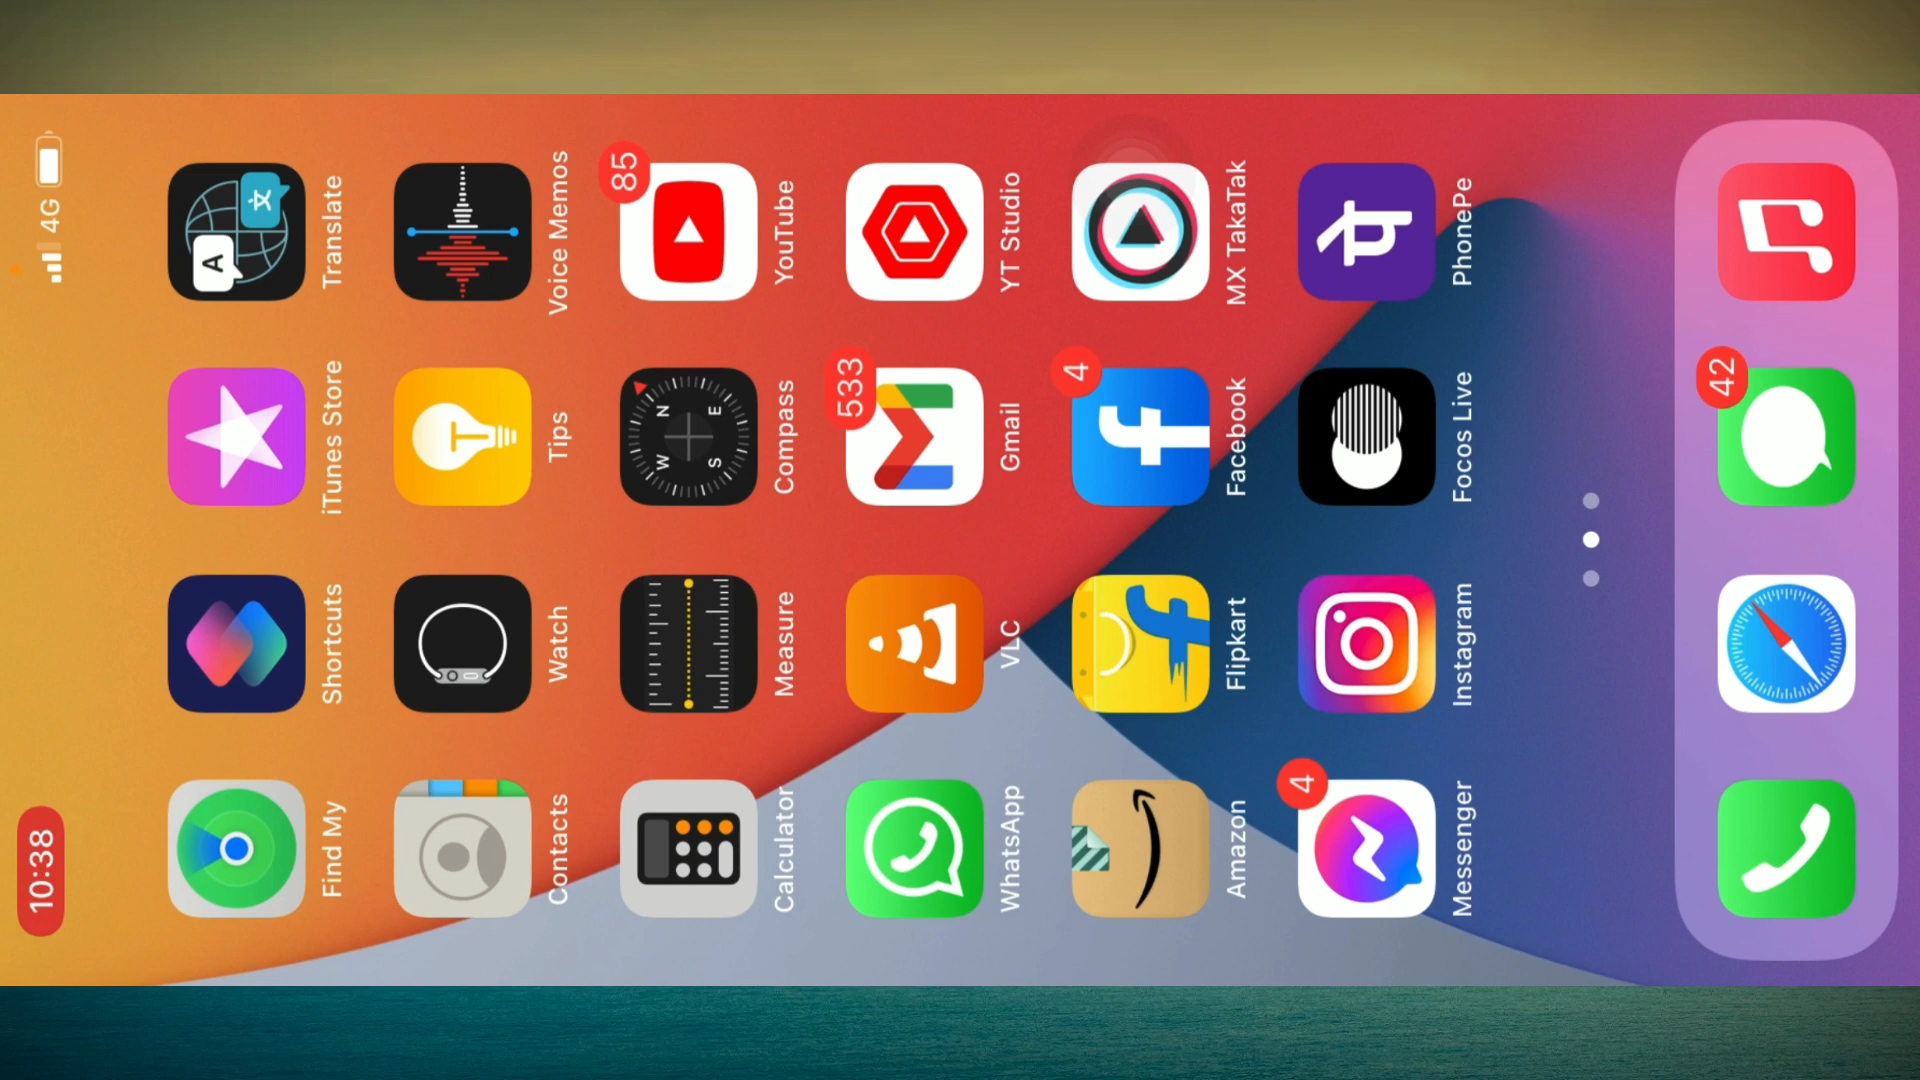 10:38
4G
Find My
Shortcuts
iTunes Store
A
文
Translate
Contacts
Watch
Tips
Voice Memos
Calculator
Measure
N
E
S
W
Compass
85
YouTube
WhatsApp
VLC
533
Gmail
YT Studio
Amazon
Flipkart
4
Facebook
MX TakaTak
4
Messenger
Instagram
Focos Live
पे
PhonePe
42